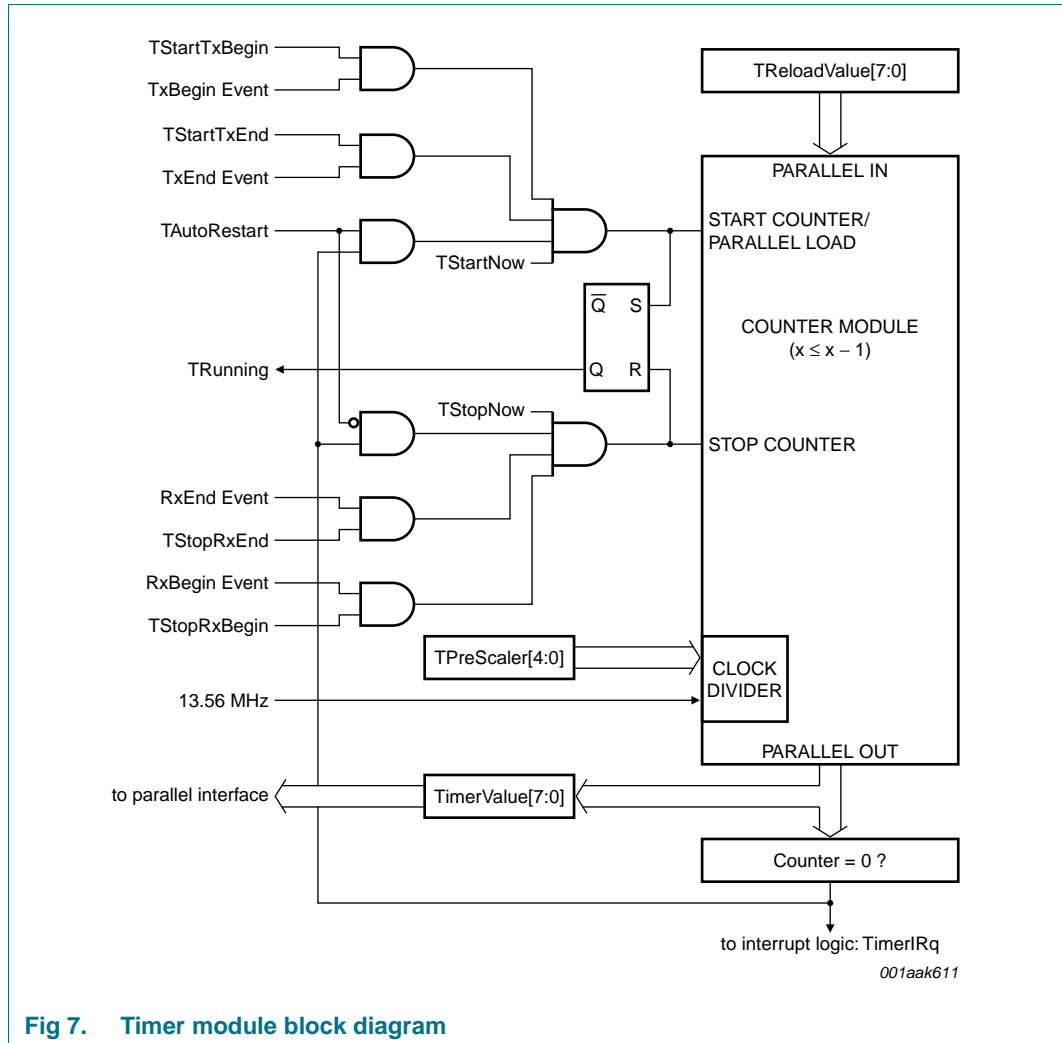 TStartTxBegin
TxBegin Event
TReloadValue[7:0]
TStartTxEnd
TxEnd Event
PARALLEL IN
TAutoRestart
START COUNTER/
PARALLEL LOAD
TStartNow
Q S
COUNTER MODULE
(x ≤ x − 1)
TRunning
Q R
TStopNow
STOP COUNTER
RxEnd Event
TStopRxEnd
RxBegin Event
TStopRxBegin
TPreScaler[4:0]
CLOCK
DIVIDER
13.56 MHz
PARALLEL OUT
to parallel interface
TimerValue[7:0]
Counter = 0 ?
to interrupt logic: TimerIRq
001aak611
Fig 7. Timer module block diagram